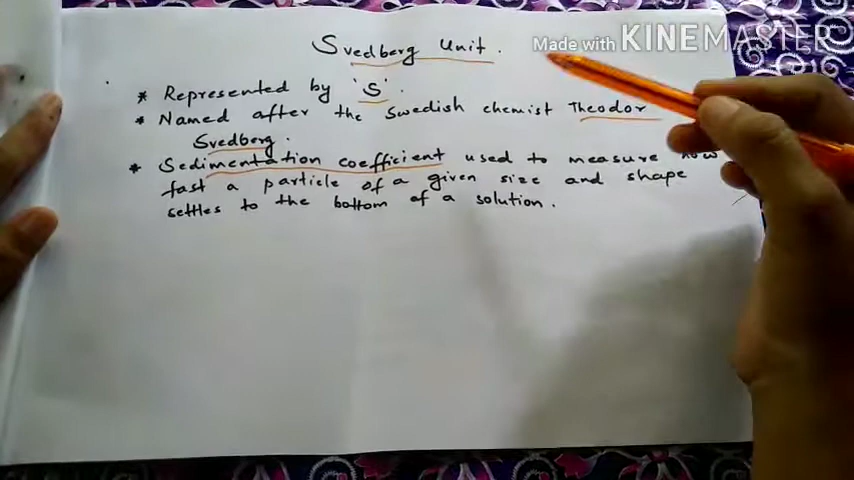 Svedberg Unit.
Made with KINEMASTER
* Represented by 'S'.
* Named after the Swedish chemist Theodor
Svedberg.
* Sedimentation coefficient used to measure how
fast a particle of a given size and shape
settles to the bottom of a solution.